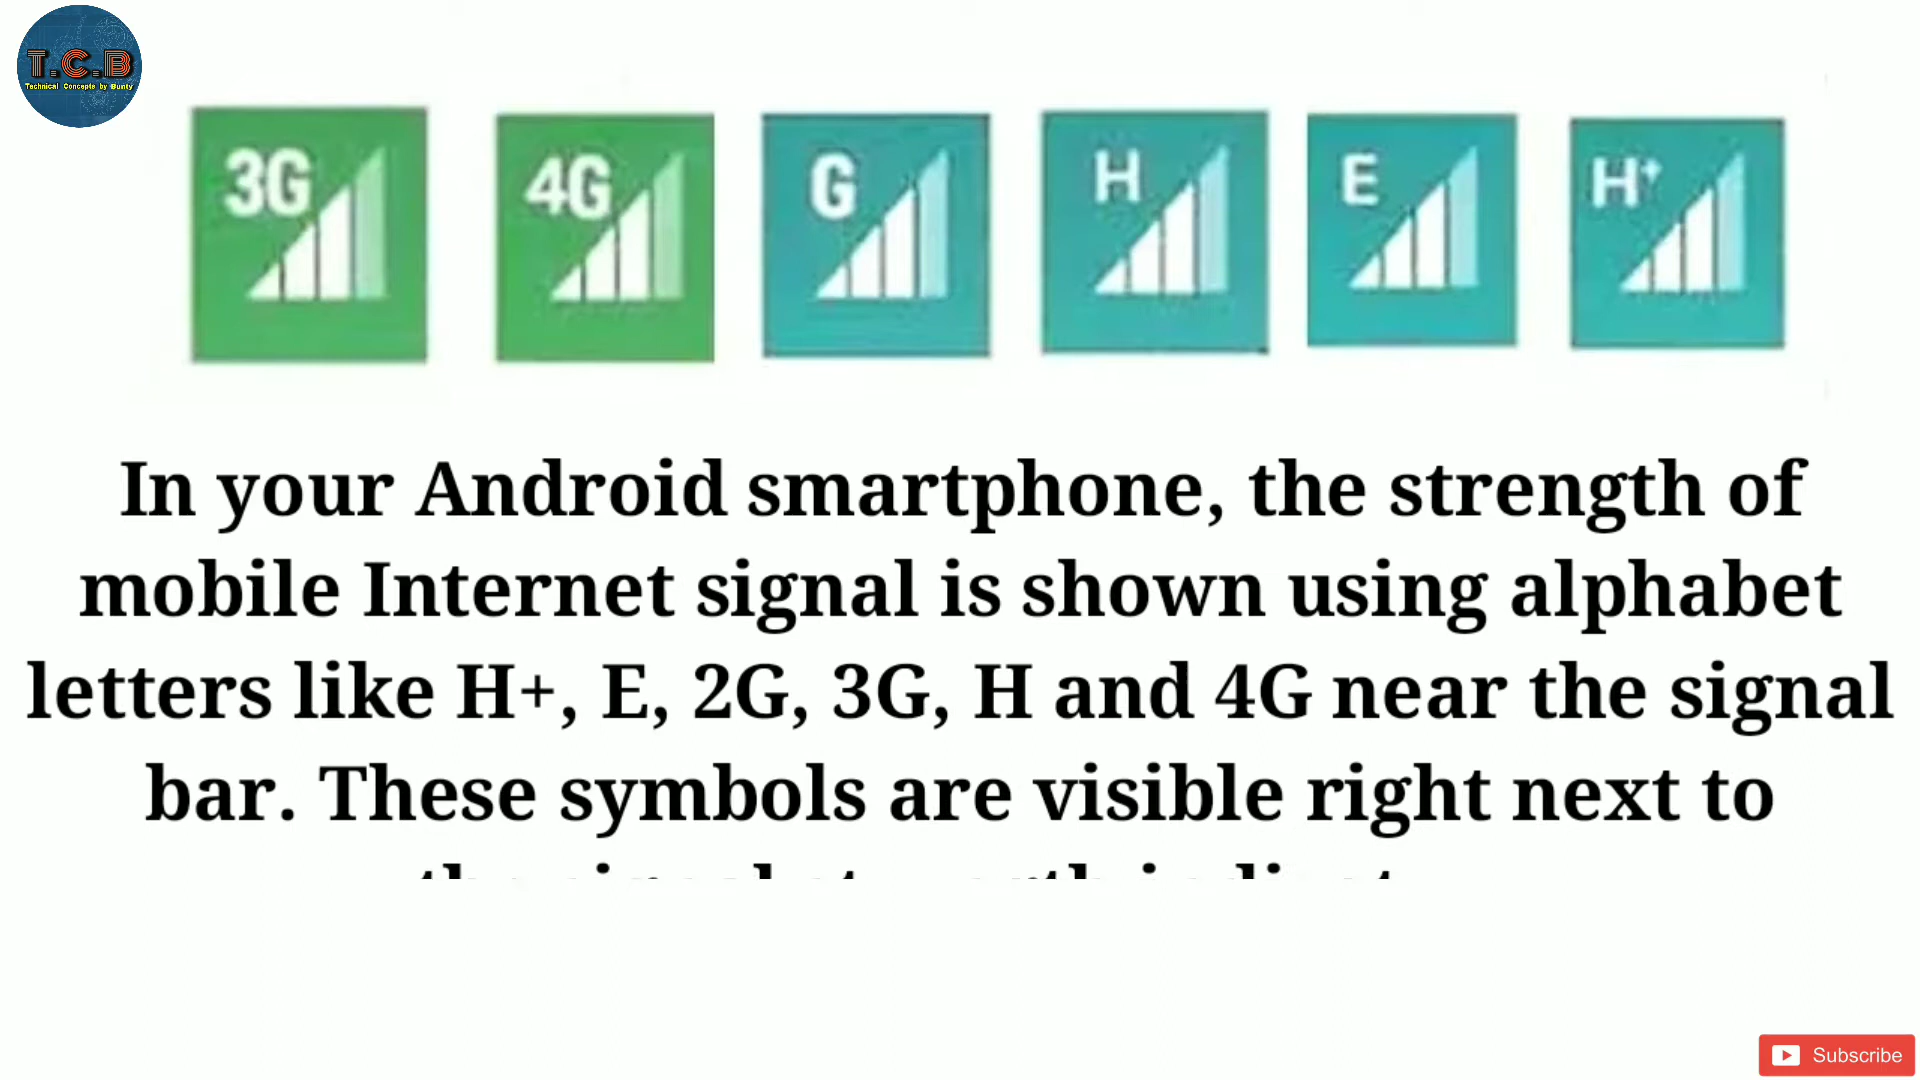 T.C.B
Technical Concepts by Bunty
3G 4G G H E H+
In your Android smartphone, the strength of
mobile Internet signal is shown using alphabet
letters like H+, E, 2G, 3G, H and 4G near the signal
bar. These symbols are visible right next to
Subscribe